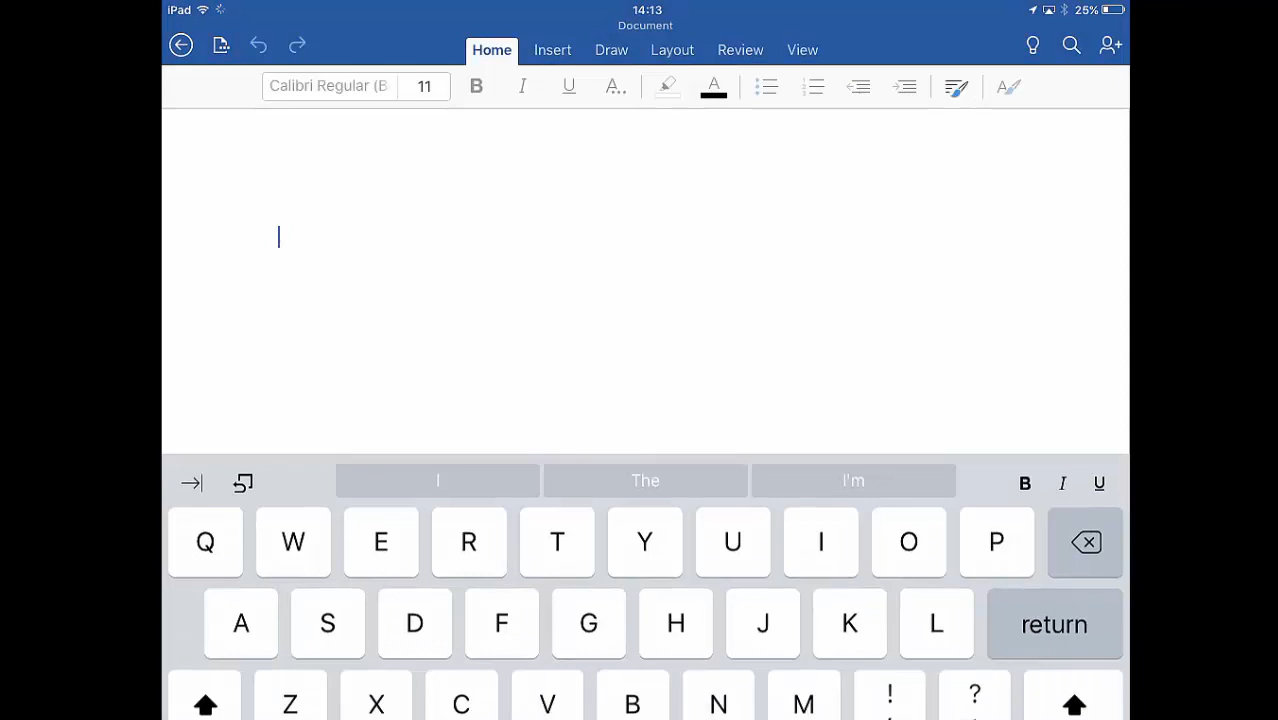 iPad 14:13 25%
Document
Home Insert Draw Layout Review View
Calibri Regular (B 11 B I U A.. A A
I The I'm B I U
Q W E R T Y U I O P
A S D F G H J K L return
Z X C V B N M ! ?